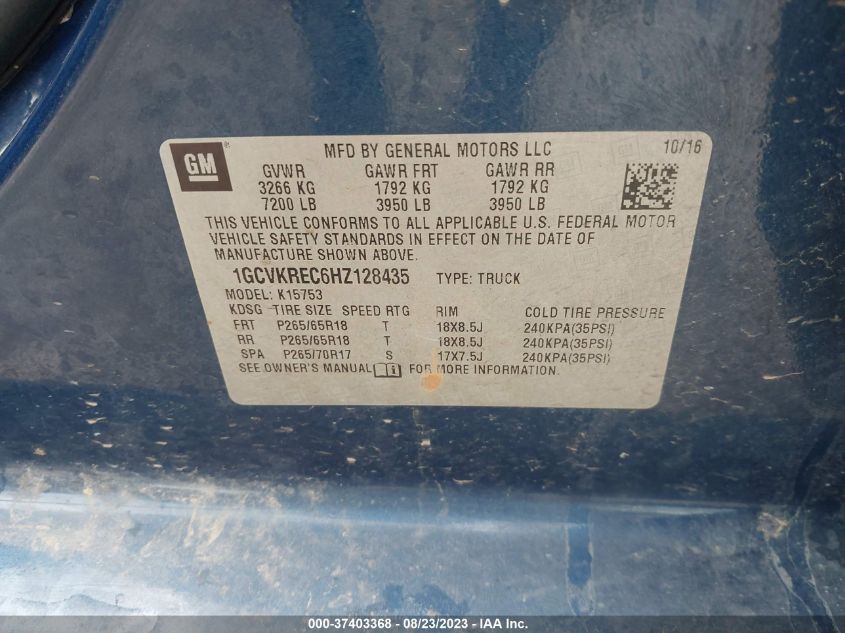 GM
MFD BY GENERAL MOTORS LLC 10/16
GVWR GAWR FRT GAWR RR
3266 KG 1792 KG 1792 KG
7200 LB 3950 LB 3950 LB
THIS VEHICLE CONFORMS TO ALL APPLICABLE U.S. FEDERAL MOTOR
VEHICLE SAFETY STANDARDS IN EFFECT ON THE DATE OF
MANUFACTURE SHOWN ABOVE.
1GCVKREC6HZ128435 TYPE: TRUCK
MODEL: K15753
KDSG TIRE SIZE SPEED RTG RIM COLD TIRE PRESSURE
FRT P265/65R18 T 18X8.5J 240KPA(35PSI)
RR P265/65R18 T 18X8.5J 240KPA(35PSI)
SPA P265/70R17 S 17X7.5J 240KPA(35PSI)
SEE OWNER'S MANUAL FOR MORE INFORMATION.
000-37403368 - 08/23/2023 - IAA Inc.